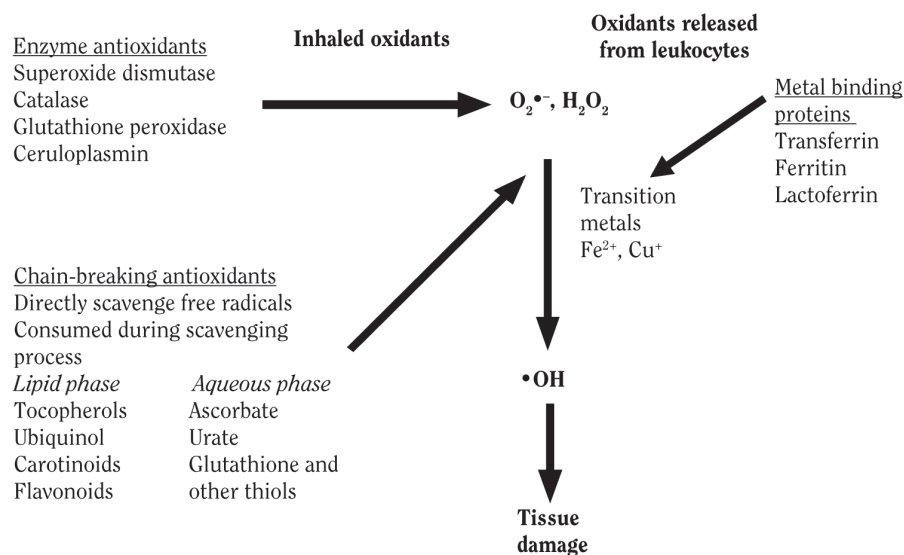 Enzyme antioxidants
Superoxide dismutase
Catalase
Glutathione peroxidase
Ceruloplasmin
Inhaled oxidants
Oxidants released
from leukocytes
O₂•⁻, H₂O₂
Metal binding
proteins
Transferrin
Ferritin
Lactoferrin
Transition
metals
Fe²⁺, Cu⁺
Chain-breaking antioxidants
Directly scavenge free radicals
Consumed during scavenging
process
Lipid phase
Tocopherols
Ubiquinol
Carotinoids
Flavonoids
Aqueous phase
Ascorbate
Urate
Glutathione and
other thiols
•OH
Tissue
damage